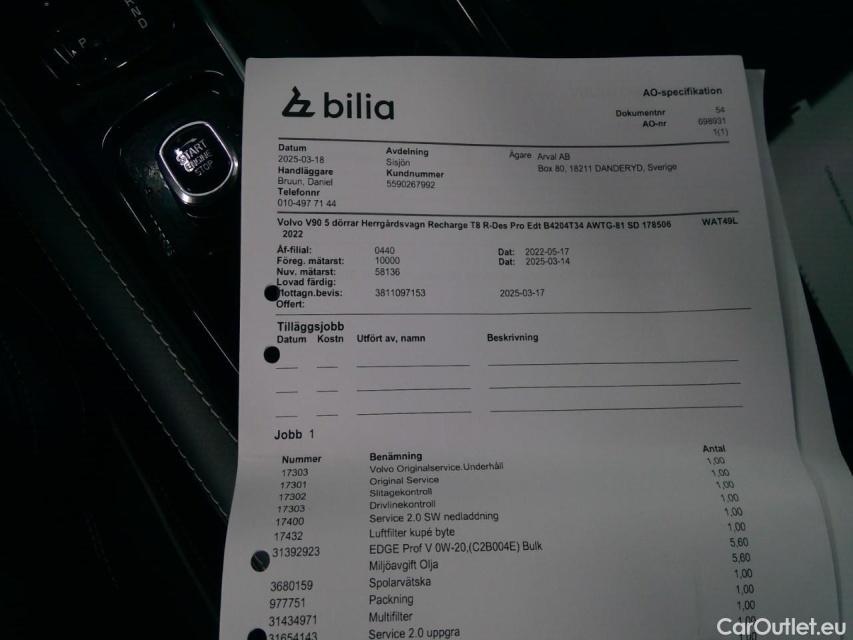 P
N
D
START
ENGINE
STOP
bilia
AO-specifikation
Dokumentnr 54
AO-nr 698931
1(1)
Datum Avdelning Ägare Arval AB
2025-03-18 Sisjön Box 80, 18211 DANDERYD, Sverige
Handläggare Kundnummer
Bruun, Daniel 5590267992
Telefonnr
010-497 71 44
Volvo V90 5 dörrar Herrgårdsvagn Recharge T8 R-Des Pro Edt B4204T34 AWTG-81 SD 178506 WAT49L
2022
Åf-filial: 0440 Dat: 2022-05-17
Föreg. mätarst: 10000 Dat: 2025-03-14
Nuv. mätarst: 58136
Lovad färdig:
Mottagn.bevis: 3811097153 2025-03-17
Offert:
Tilläggsjobb
Datum Kostn Utfört av, namn Beskrivning
Jobb 1
Nummer Benämning Antal
17303 Volvo Originalservice.Underhåll 1,00
17301 Original Service 1,00
17302 Slitagekontroll 1,00
17303 Drivlinekontroll 1,00
17400 Service 2.0 SW nedladdning 1,00
17432 Luftfilter kupé byte 1,00
31392923 EDGE Prof V 0W-20,(C2B004E) Bulk 5,60
Miljöavgift Olja 5,60
3680159 Spolarvätska 1,00
977751 Packning 1,00
31434971 Multifilter 1,00
31654143 Service 2.0 uppgra
CarOutlet.eu